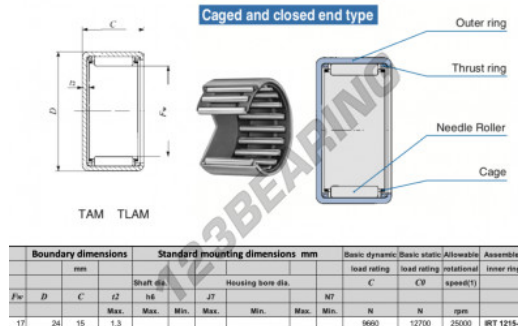 Caged and closed end type
C
Outer ring
t2
Thrust ring
D
Fw
Needle Roller
Cage
TAM TLAM
123BEARING
Boundary dimensions Standard mounting dimensions mm Basic dynamic Basic static Allowable Assemble
mm load rating load rating rotational inner ring
Shaft dia. Housing bore dia. C C0 speed(1)
Fw D C t2 h6 J7 N7
Max. Max. Min. Max. Min. Max. Min. N N rpm
17 24 15 1.3 9660 12700 25000 IRT 1215-